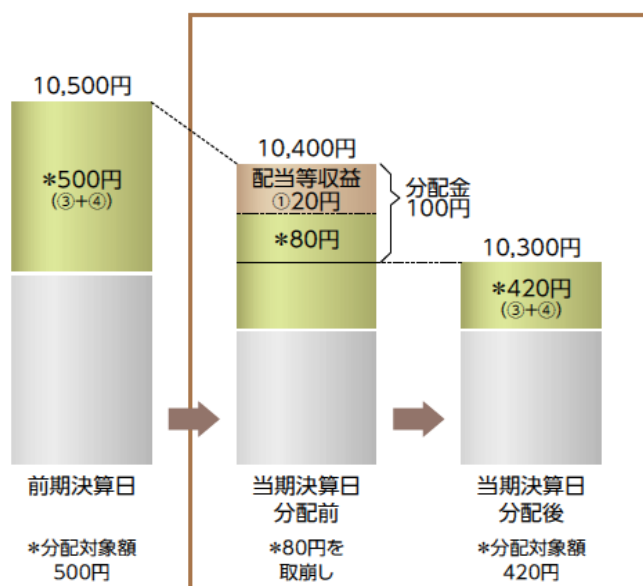 10,500円
*500円
(③+④)
前期決算日
*分配対象額
500円
10,400円
配当等収益
①20円
*80円
分配金
100円
当期決算日
分配前
*80円を
取崩し
10,300円
*420円
(③+④)
当期決算日
分配後
*分配対象額
420円